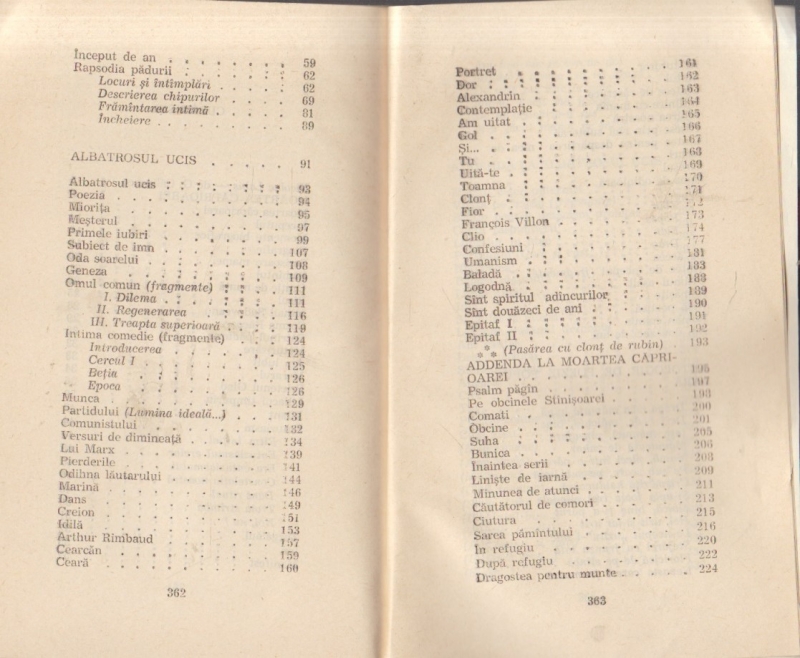 Început de an . . . . . . . 59
Rapsodia pădurii . . . . . . 62
Locuri și întîmplări . . . . 62
Descrierea chipurilor . . . . 69
Frămîntarea intimă . . . . . 81
Încheiere . . . . . . . . 89
ALBATROSUL UCIS . . . . . 91
Albatrosul ucis . . . . . . . 93
Poezia . . . . . . . . . 94
Miorița . . . . . . . . . 95
Meșterul . . . . . . . . 97
Primele iubiri . . . . . . . 99
Subiect de imn . . . . . . . 107
Oda soarelui . . . . . . . 108
Geneza . . . . . . . . . 109
Omul comun (fragmente) . . . 111
I. Dilema . . . . . . . 111
II. Regenerarea . . . . . 116
III. Treapta superioară . . . 119
Intima comedie (fragmente) . . . 124
Introducerea . . . . . . 124
Cercul I . . . . . . . 125
Beția . . . . . . . . 126
Epoca . . . . . . . . 126
Munca . . . . . . . . . 129
Partidului (Lumina ideală...) . . . 131
Comunistului . . . . . . . 132
Versuri de dimineață . . . . . 134
Lui Marx . . . . . . . . 139
Pierderile . . . . . . . . 141
Odihna lăutarului . . . . . . 144
Marină . . . . . . . . . 146
Dans . . . . . . . . . 149
Creion . . . . . . . . . 151
Idilă . . . . . . . . . 153
Arthur Rimbaud . . . . . . 157
Cearcăn . . . . . . . . 159
Ceară . . . . . . . . . 160
362
Portret . . . . . . . . . 161
Dor . . . . . . . . . . 162
Alexandrin . . . . . . . . 163
Contemplație . . . . . . . 164
Am uitat . . . . . . . . 165
Gol . . . . . . . . . . 166
Și... . . . . . . . . . . 167
Tu . . . . . . . . . . 168
Uită-te . . . . . . . . . 169
Toamna . . . . . . . . . 170
Clonț . . . . . . . . . 171
Fior . . . . . . . . . . 172
François Villon . . . . . . . 173
Clio . . . . . . . . . . 174
Confesiuni . . . . . . . . 177
Umanism . . . . . . . . 181
Baladă . . . . . . . . . 183
Logodnă . . . . . . . . . 188
Sînt spiritul adîncurilor . . . . 189
Sînt douăzeci de ani . . . . . 190
Epitaf I . . . . . . . . . 191
Epitaf II . . . . . . . . 192
* * * (Pasărea cu clonț de rubin) . 193
ADDENDA LA MOARTEA CAPRI-
OAREI . . . . . . . . . 195
Psalm păgîn . . . . . . . 197
Pe obcinele Stînișoarei . . . . 198
Comati . . . . . . . . . 200
Obcine . . . . . . . . . 201
Suha . . . . . . . . . 205
Bunica . . . . . . . . . 206
Înaintea serii . . . . . . . 208
Liniște de iarnă . . . . . . 209
Minunea de atunci . . . . . . 211
Căutătorul de comori . . . . . 213
Ciutura . . . . . . . . . 215
Sarea pămîntului . . . . . . 216
În refugiu . . . . . . . . 220
După refugiu . . . . . . . 222
Dragostea pentru munte . . . . 224
363